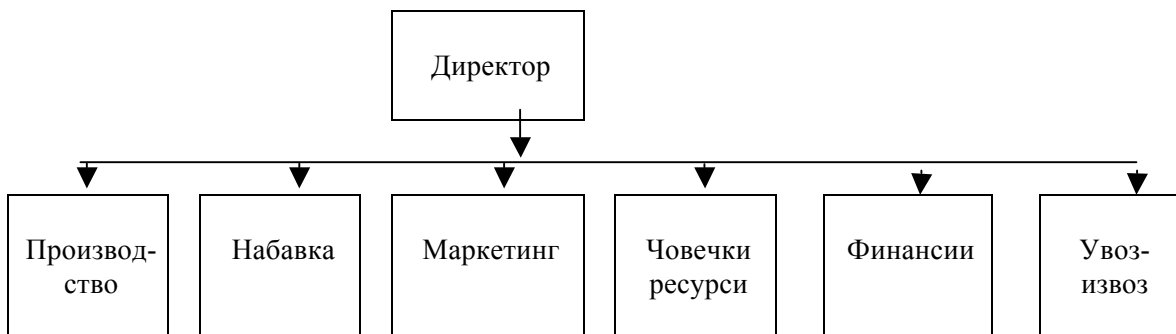 Директор
Производ-
ство
Набавка
Маркетинг
Човечки
ресурси
Финансии
Увоз-
извоз